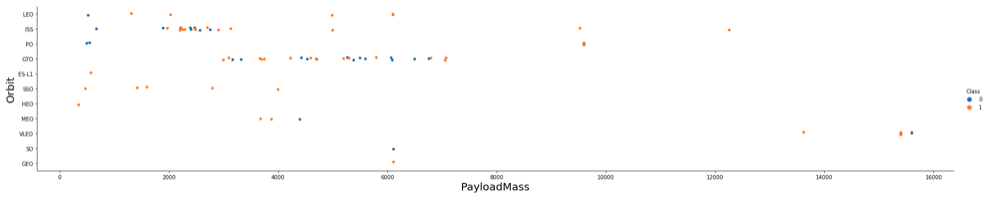 LEO
ISS
PO
GTO
ES-L1
SSO
HEO
MEO
VLEO
SO
GEO
Orbit
0 2000 4000 6000 8000 10000 12000 14000 16000
PayloadMass
Class
0
1